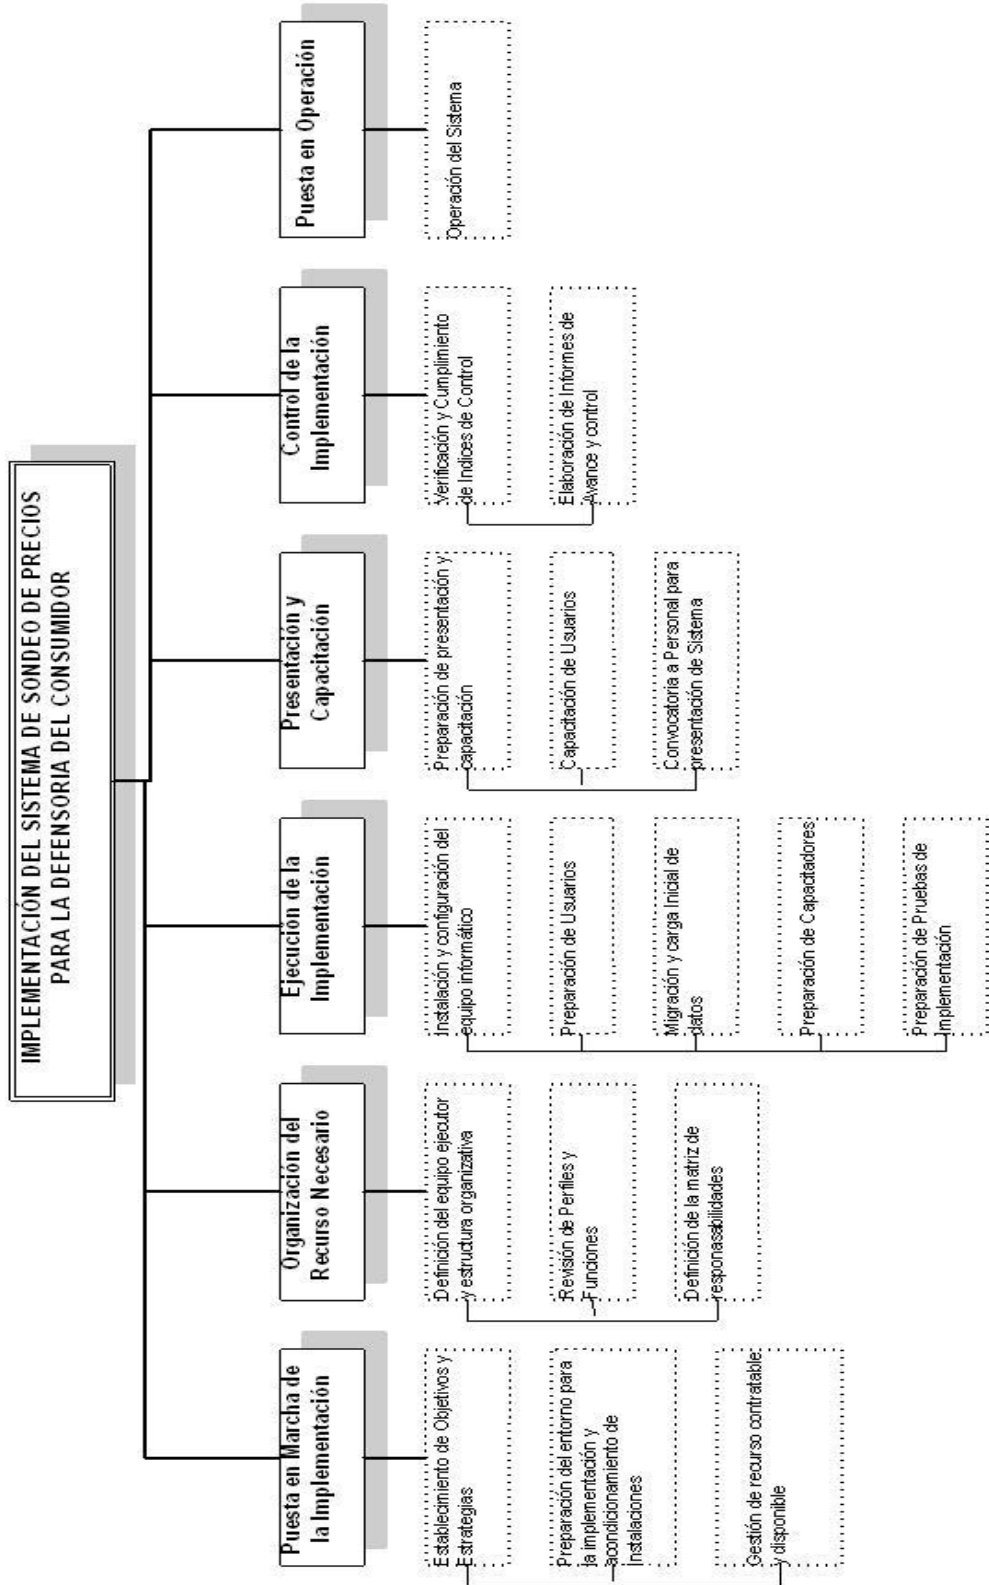 IMPLEMENTACIÓN DEL SISTEMA DE SONDEO DE PRECIOS
PARA LA DEFENSORIA DEL CONSUMIDOR
Puesta en Marcha de
la Implementación
Establecimiento de Objetivos y
Estrategias
Preparación del entorno para
la implementación y
acondicionamiento de
Instalaciones
Gestión de recurso contratable
y disponible
Organización del
Recurso Necesario
Definición del equipo ejecutor
y estructura organizativa
Revisión de Perfiles y
Funciones
Definición de la matriz de
responasabilidades
Ejecución de la
Implementación
Instalación y configuración del
equipo informático
Preparación de Usuarios
Migración y carga Inicial de
datos
Preparación de Capacitadores
Preparación de Pruebas de
Implementación
Presentación y
Capacitación
Preparación de presentación y
capacitación
Capacitación de Usuarios
Convocatoria a Personal para
presentación de Sistema
Control de la
Implementación
Verificación y Cumplimiento
de Indices de Control
Elaboración de Informes de
Avance y control
Puesta en Operación
Operación del Sistema